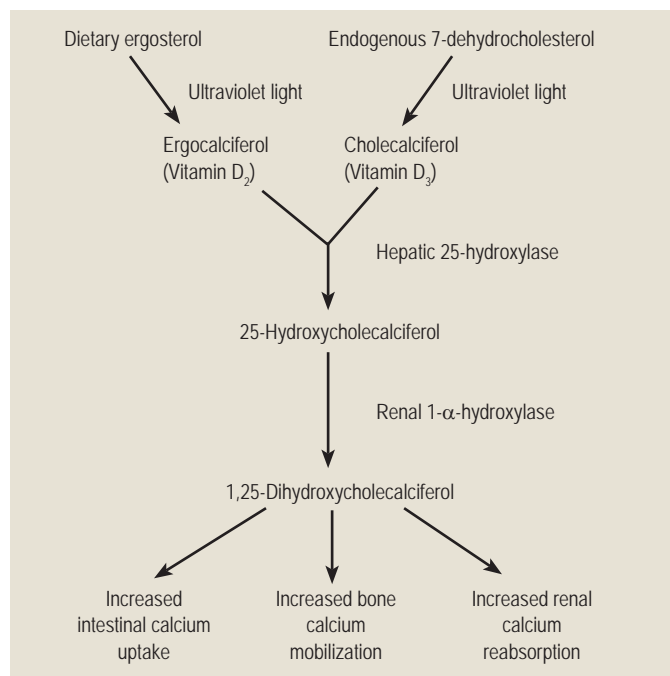 Dietary ergosterol
Endogenous 7-dehydrocholesterol
Ultraviolet light
Ultraviolet light
Ergocalciferol
(Vitamin D2)
Cholecalciferol
(Vitamin D3)
Hepatic 25-hydroxylase
25-Hydroxycholecalciferol
Renal 1-α-hydroxylase
1,25-Dihydroxycholecalciferol
Increased
intestinal calcium
uptake
Increased bone
calcium
mobilization
Increased renal
calcium
reabsorption